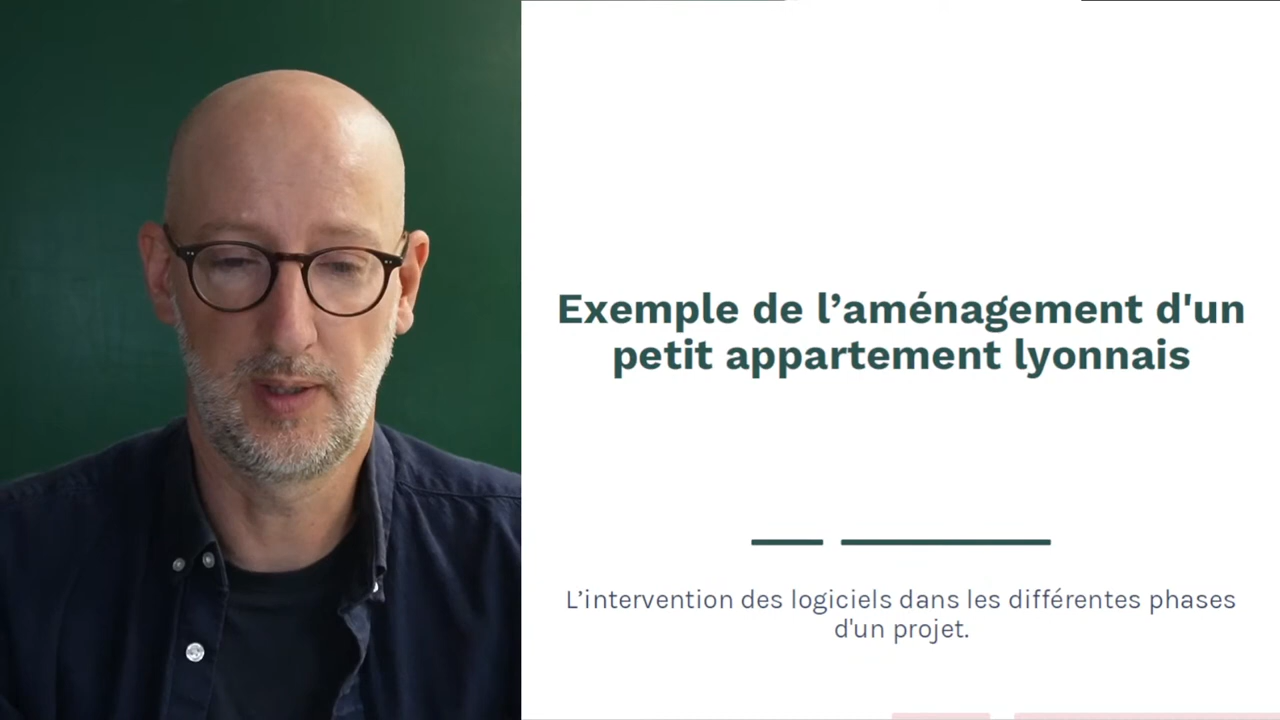 Exemple de l’aménagement d'un
petit appartement lyonnais
L’intervention des logiciels dans les différentes phases
d'un projet.